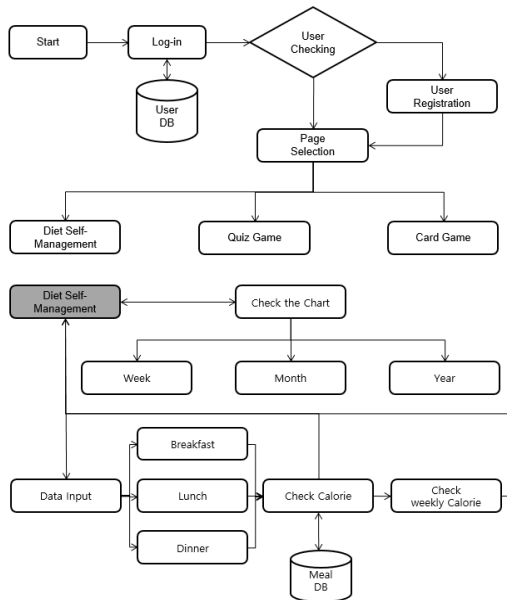 Start
Log-in
User
Checking
User
DB
User
Registration
Page
Selection
Diet Self-
Management
Quiz Game
Card Game
Diet Self-
Management
Check the Chart
Week
Month
Year
Breakfast
Data Input
Lunch
Check Calorie
Check
weekly Calorie
Dinner
Meal
DB